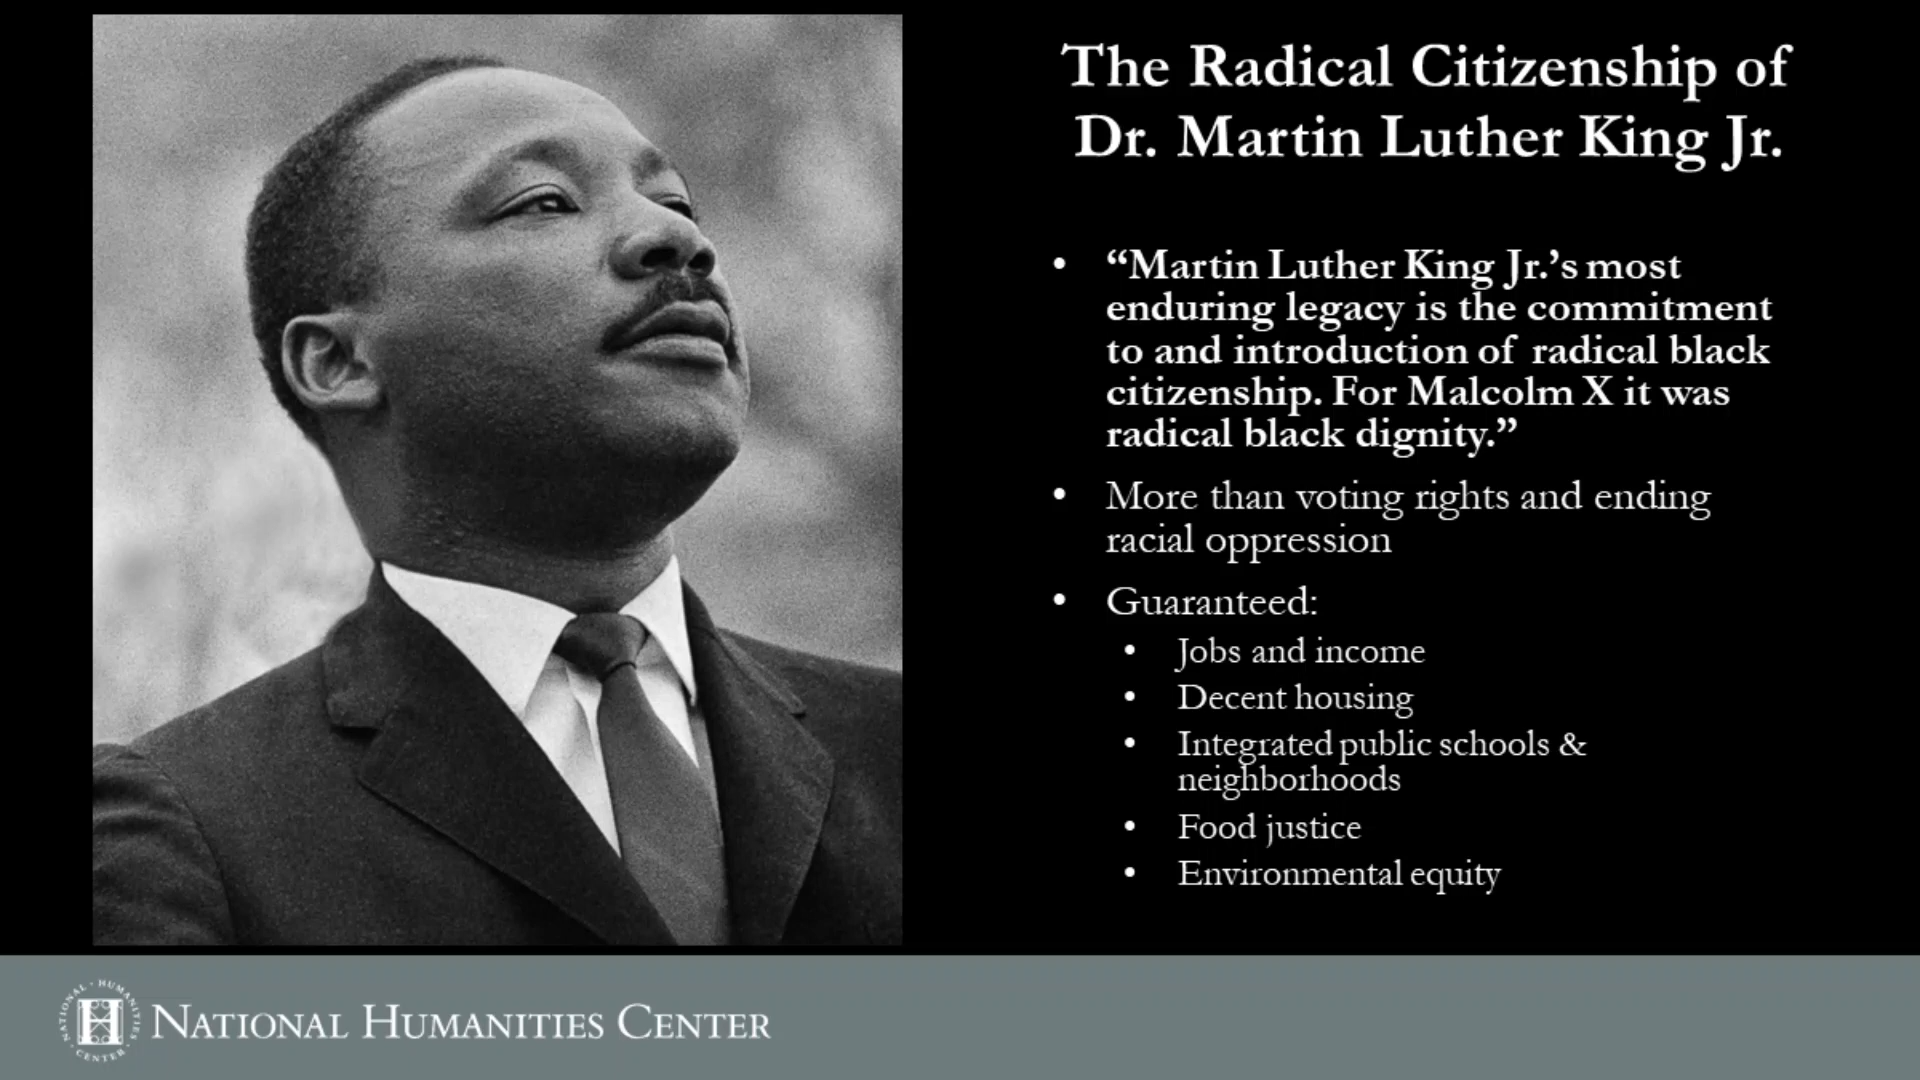 The Radical Citizenship of
Dr. Martin Luther King Jr.
• “Martin Luther King Jr.’s most
enduring legacy is the commitment
to and introduction of radical black
citizenship. For Malcolm X it was
radical black dignity.”
• More than voting rights and ending
racial oppression
• Guaranteed:
• Jobs and income
• Decent housing
• Integrated public schools &
neighborhoods
• Food justice
• Environmental equity
NATIONAL · HUMANITIES · CENTER ·
H
NATIONAL HUMANITIES CENTER